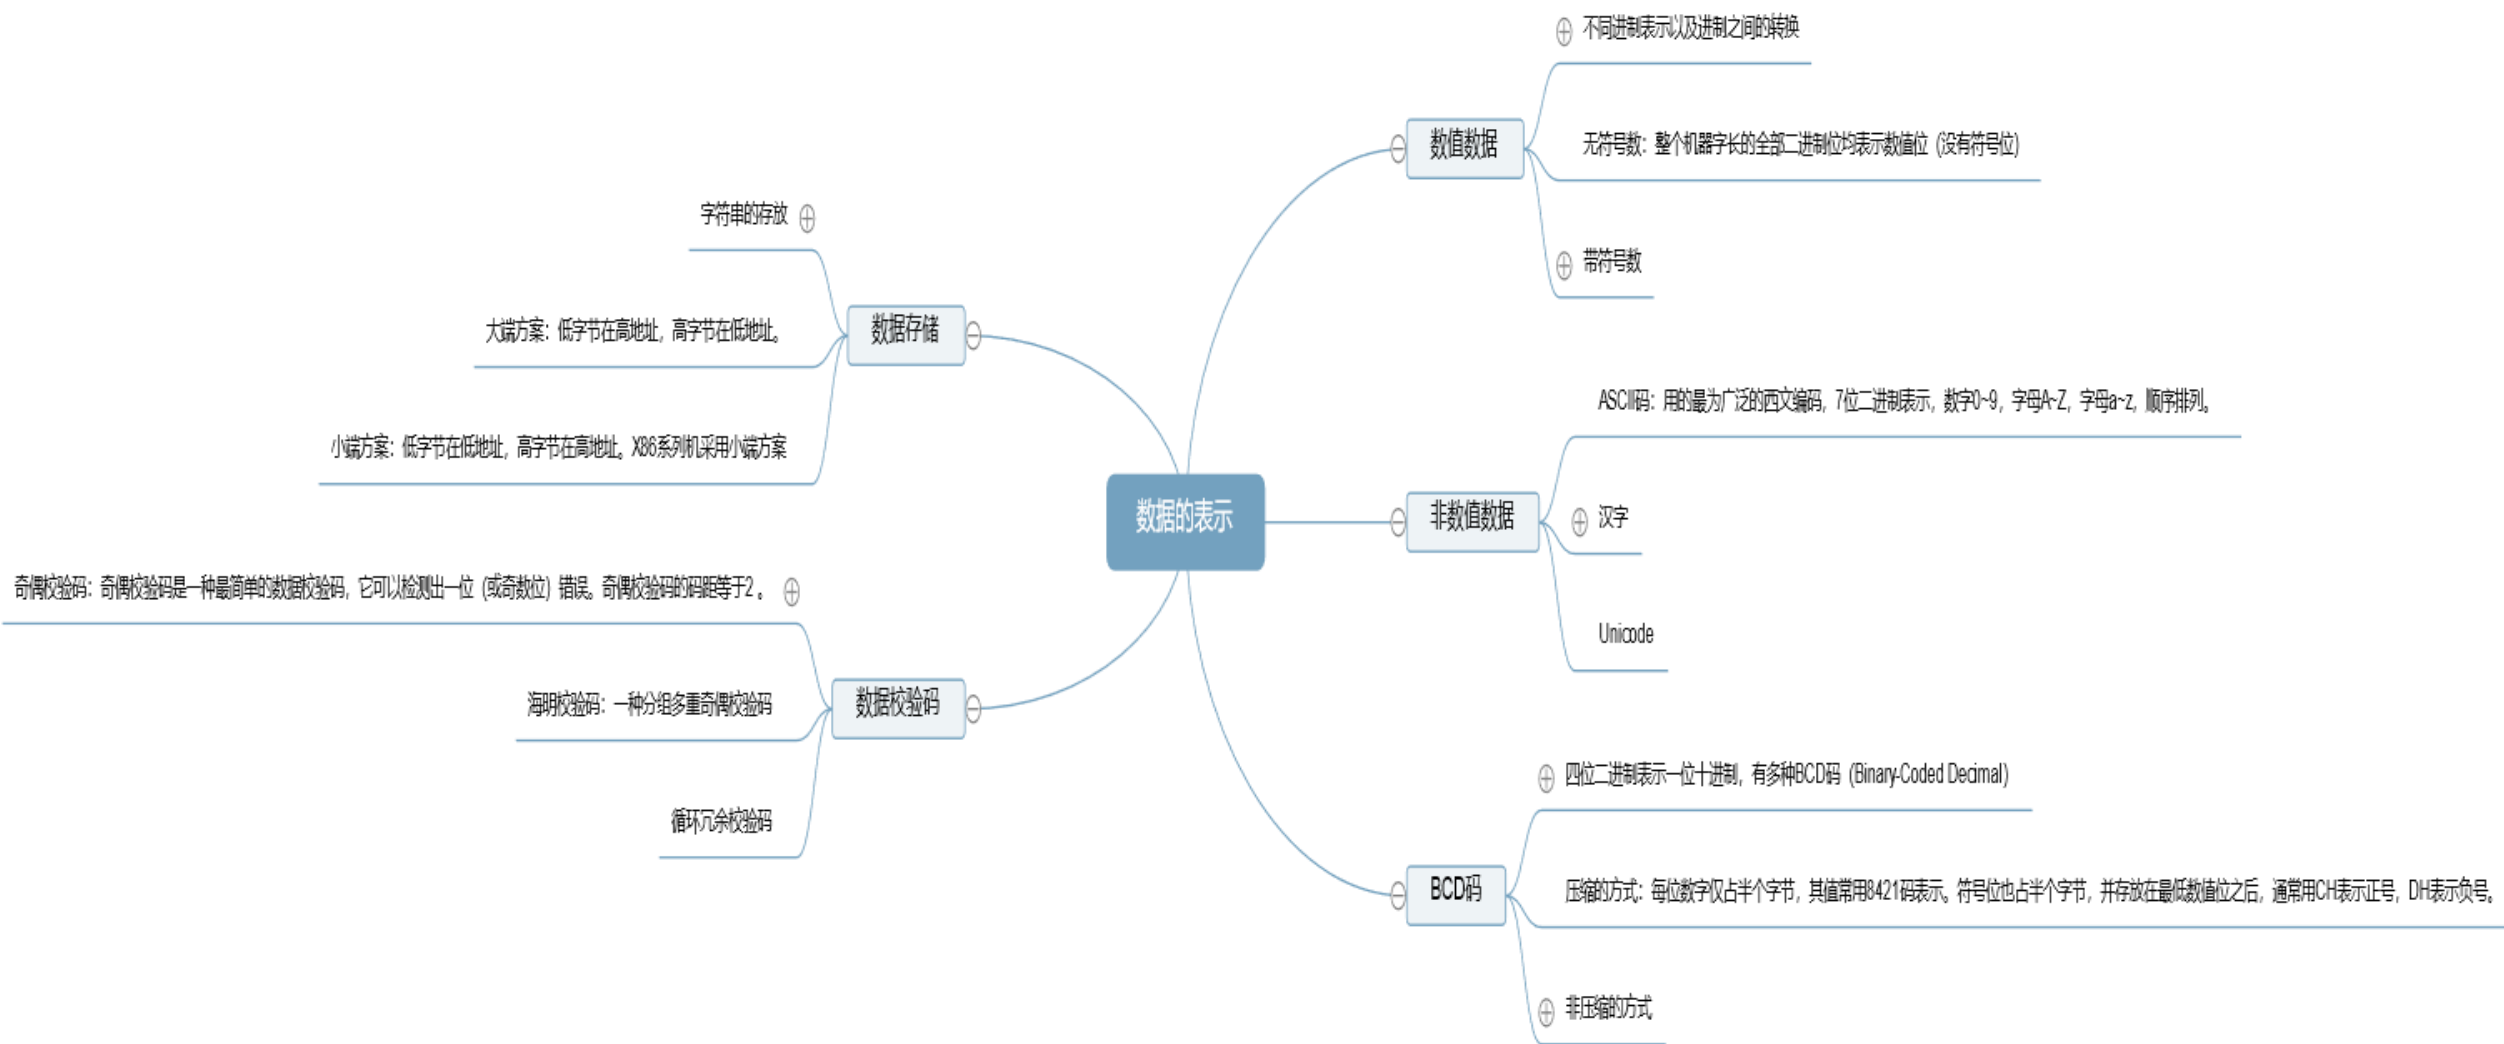 数据的表示
数值数据
不同进制表示以及进制之间的转换
无符号数：整个机器字长的全部二进制位均表示数值位（没有符号位）
带符号数
非数值数据
ASCII码：用的最为广泛的西文编码，7位二进制表示，数字0~9，字母A~Z，字母a~z，顺序排列。
汉字
Unicode
BCD码
四位二进制表示一位十进制，有多种BCD码（Binary-Coded Decimal）
压缩的方式：每位数字仅占半个字节，其值常用8421码表示。符号位也占半个字节，并存放在最低数值位之后，通常用CH表示正号，DH表示负号。
非压缩的方式
数据存储
字符串的存放
大端方案：低字节在高地址，高字节在低地址。
小端方案：低字节在低地址，高字节在高地址。X86系列机采用小端方案
数据校验码
奇偶校验码：奇偶校验码是一种最简单的数据校验码，它可以检测出一位（或奇数位）错误。奇偶校验码的码距等于2 。
海明校验码：一种分组多重奇偶校验码
循环冗余校验码